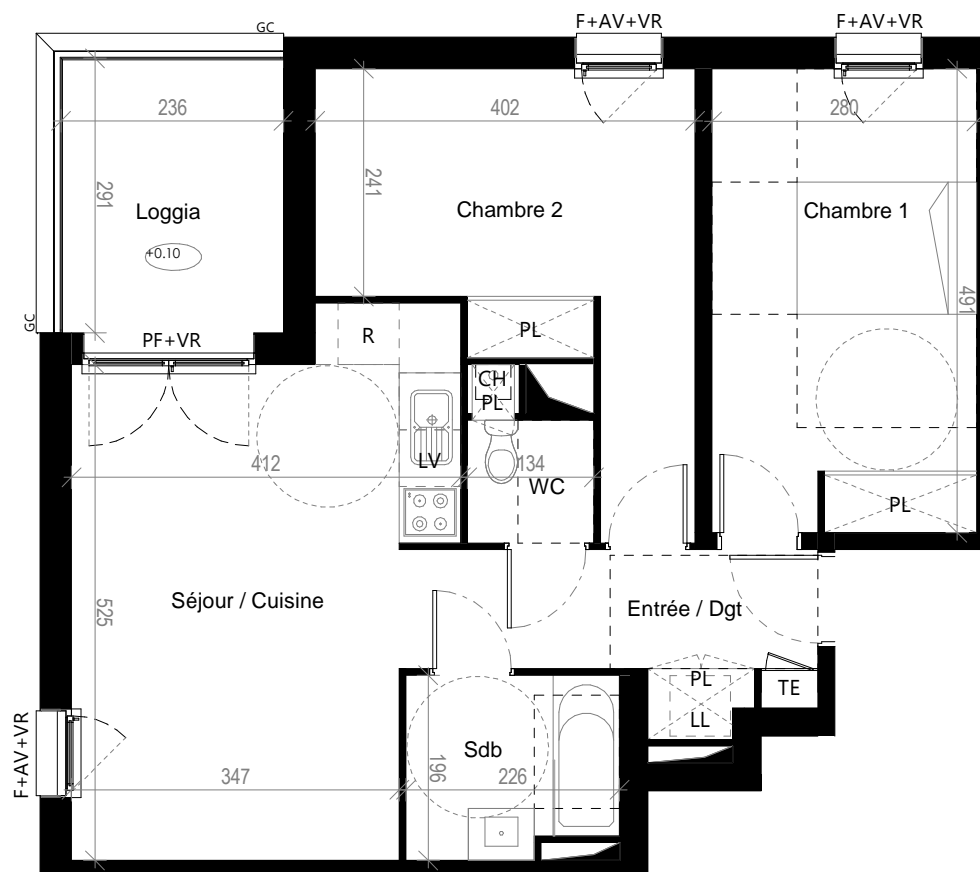 GC
F+AV+VR
F+AV+VR
236
402
280
291
241
Loggia
Chambre 2
Chambre 1
+0.10
491
GC
PF+VR
R
PL
CH
PL
LV
412
134
WC
PL
525
Séjour / Cuisine
Entrée / Dgt
PL
LL
TE
F+AV+VR
Sdb
347
196
226